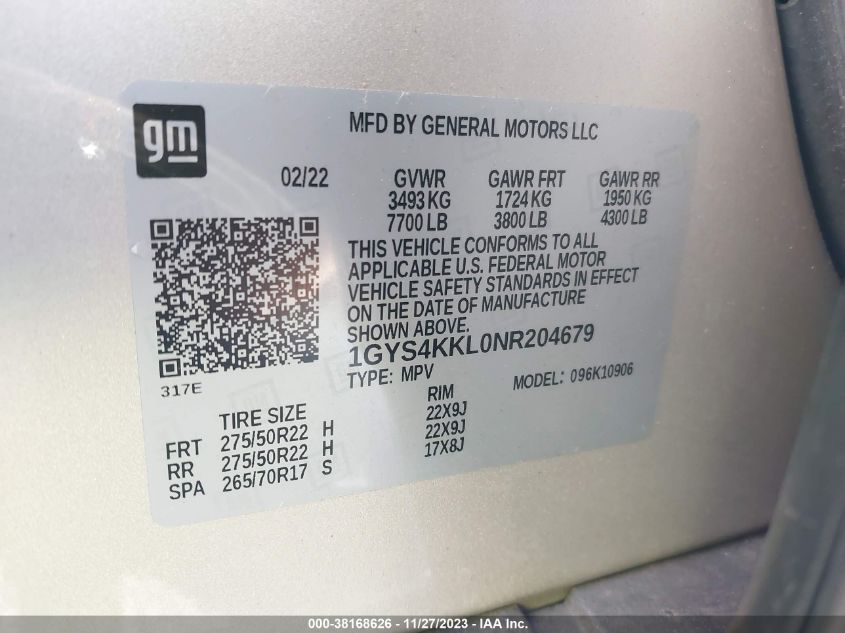 gm
MFD BY GENERAL MOTORS LLC
02/22 GVWR GAWR FRT GAWR RR
3493 KG 1724 KG 1950 KG
7700 LB 3800 LB 4300 LB
THIS VEHICLE CONFORMS TO ALL
APPLICABLE U.S. FEDERAL MOTOR
VEHICLE SAFETY STANDARDS IN EFFECT
ON THE DATE OF MANUFACTURE
SHOWN ABOVE.
1GYS4KKL0NR204679
317E
TYPE: MPV MODEL: 096K10906
TIRE SIZE RIM
FRT 275/50R22 H 22X9J
RR 275/50R22 H 22X9J
SPA 265/70R17 S 17X8J
000-38168626 - 11/27/2023 - IAA Inc.